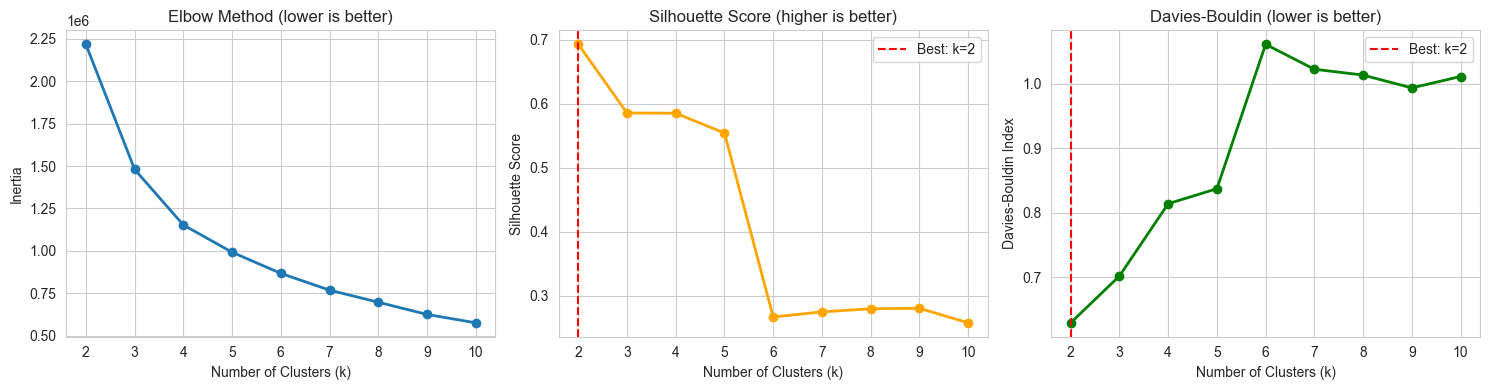 Elbow Method (lower is better)
1e6
2.25
2.00
1.75
1.50
1.25
1.00
0.75
0.50
Inertia
2 3 4 5 6 7 8 9 10
Number of Clusters (k)
Silhouette Score (higher is better)
Best: k=2
0.7
0.6
0.5
0.4
0.3
Silhouette Score
2 3 4 5 6 7 8 9 10
Number of Clusters (k)
Davies-Bouldin (lower is better)
Best: k=2
1.0
0.9
0.8
0.7
Davies-Bouldin Index
2 3 4 5 6 7 8 9 10
Number of Clusters (k)